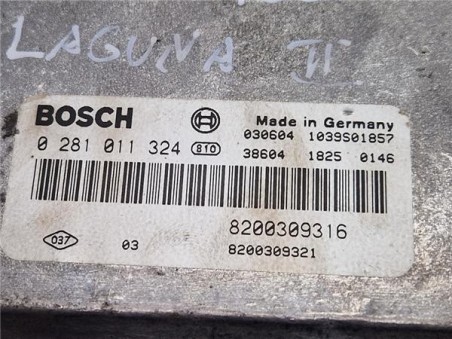 LAGUNA II
BOSCH Made in Germany
030604 1039S01857
0 281 011 324 810 38604 1825 0146
8200309316
037 03 8200309321